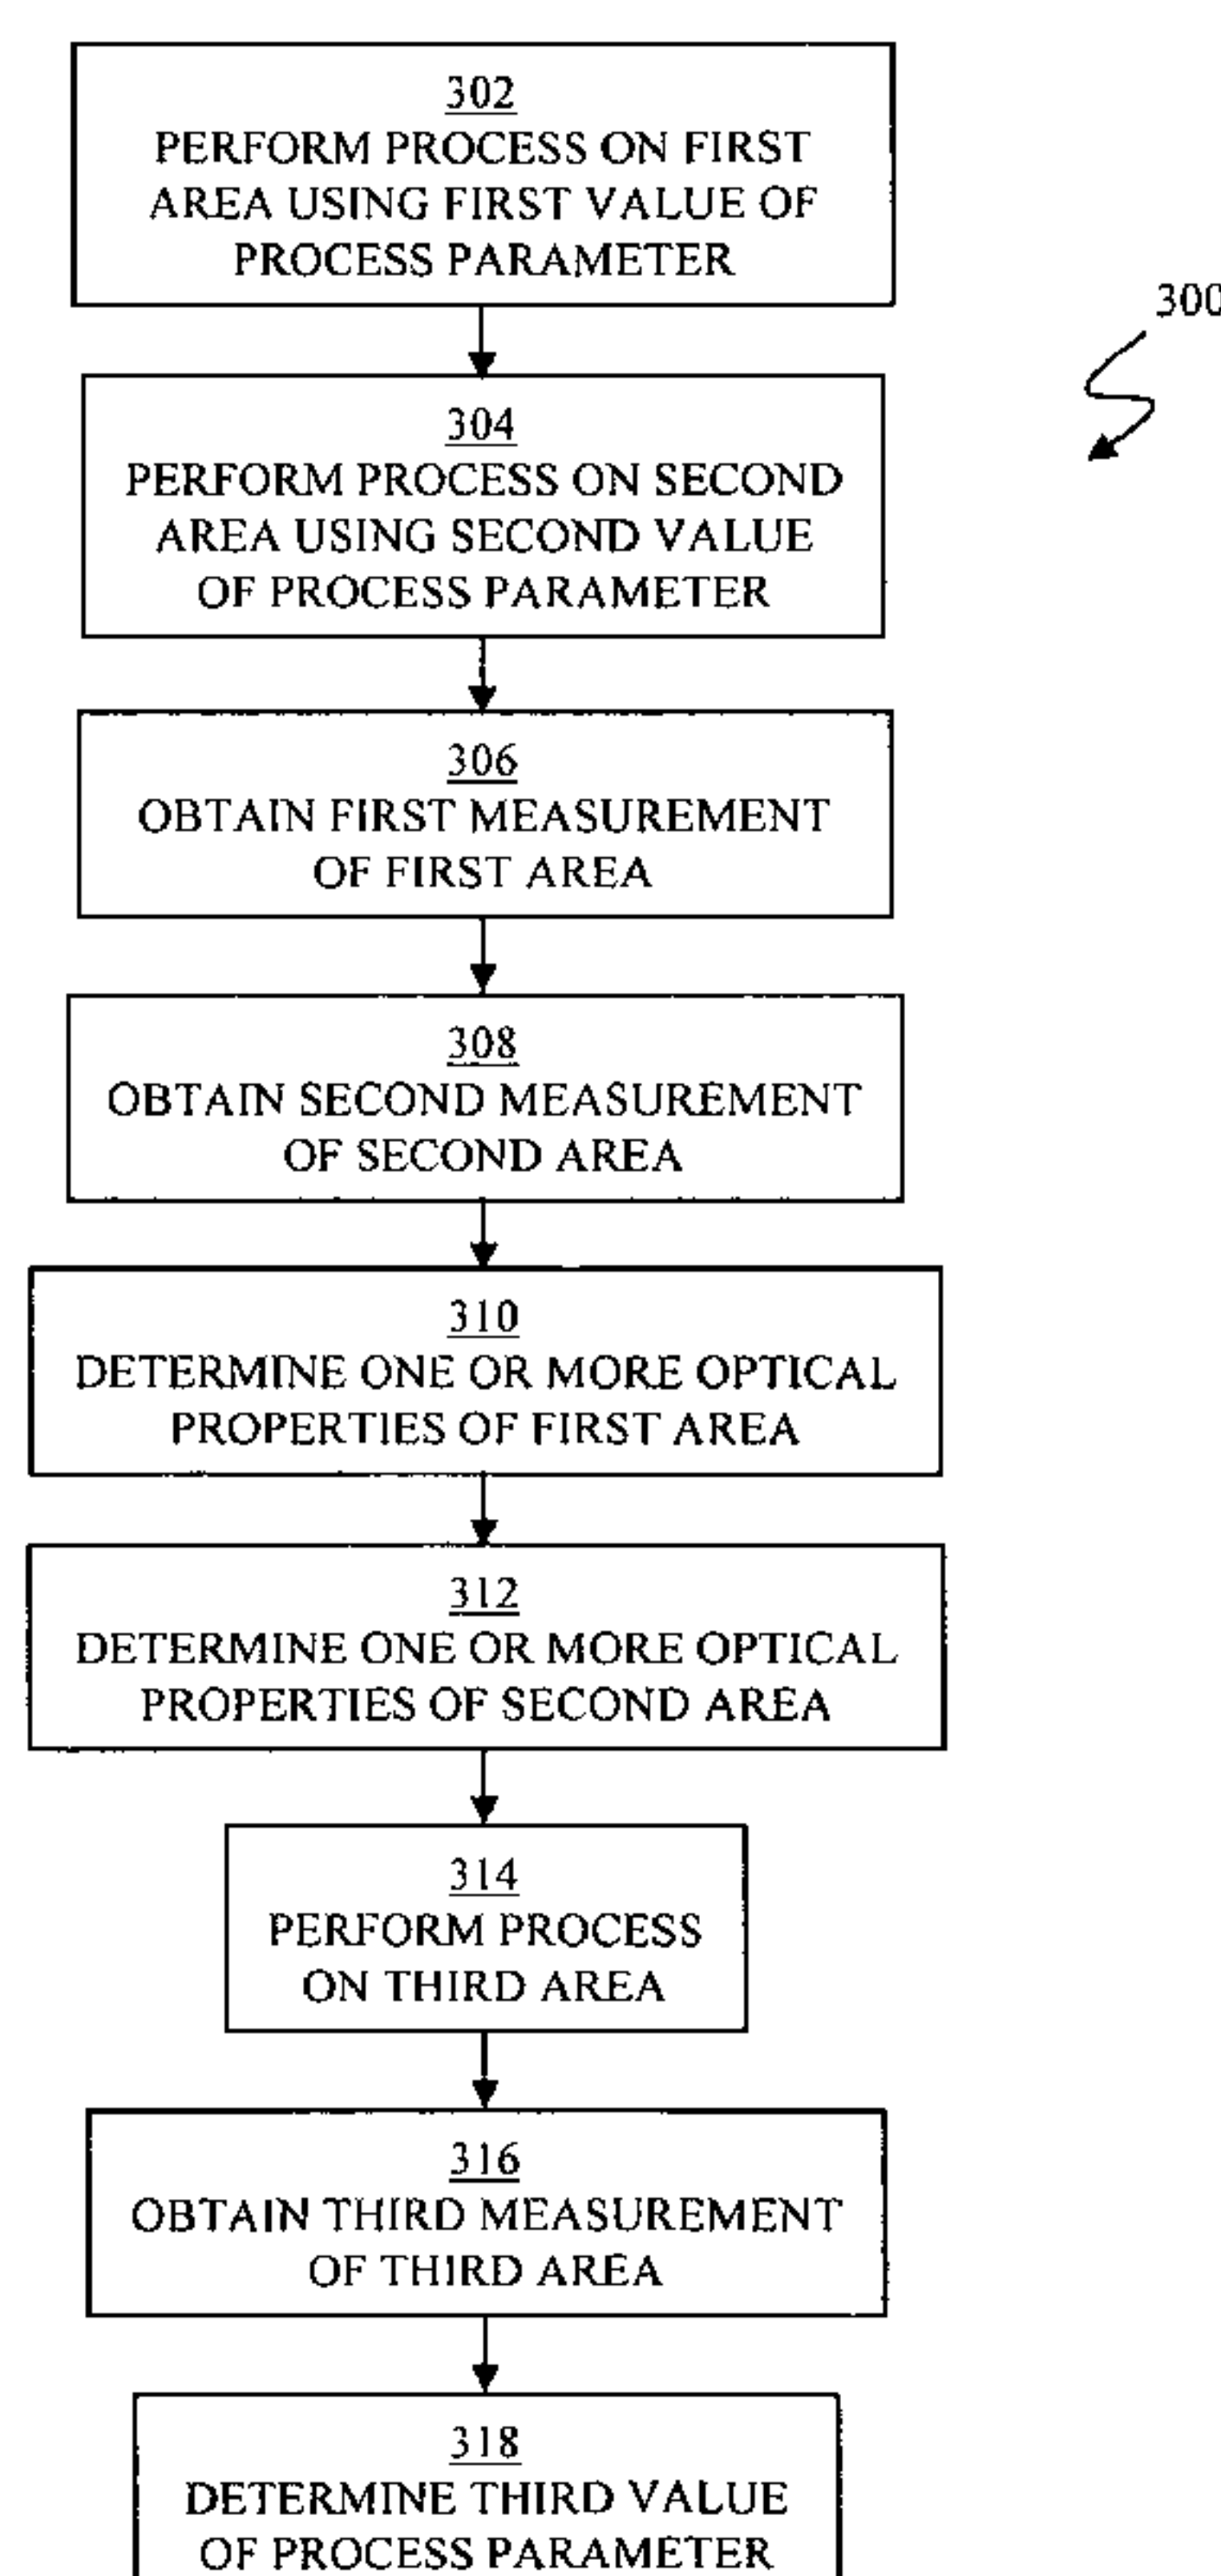 302
PERFORM PROCESS ON FIRST
AREA USING FIRST VALUE OF
PROCESS PARAMETER
300
304
PERFORM PROCESS ON SECOND
AREA USING SECOND VALUE
OF PROCESS PARAMETER
306
OBTAIN FIRST MEASUREMENT
OF FIRST AREA
308
OBTAIN SECOND MEASUREMENT
OF SECOND AREA
310
DETERMINE ONE OR MORE OPTICAL
PROPERTIES OF FIRST AREA
312
DETERMINE ONE OR MORE OPTICAL
PROPERTIES OF SECOND AREA
314
PERFORM PROCESS
ON THIRD AREA
316
OBTAIN THIRD MEASUREMENT
OF THIRD AREA
318
DETERMINE THIRD VALUE
OF PROCESS PARAMETER